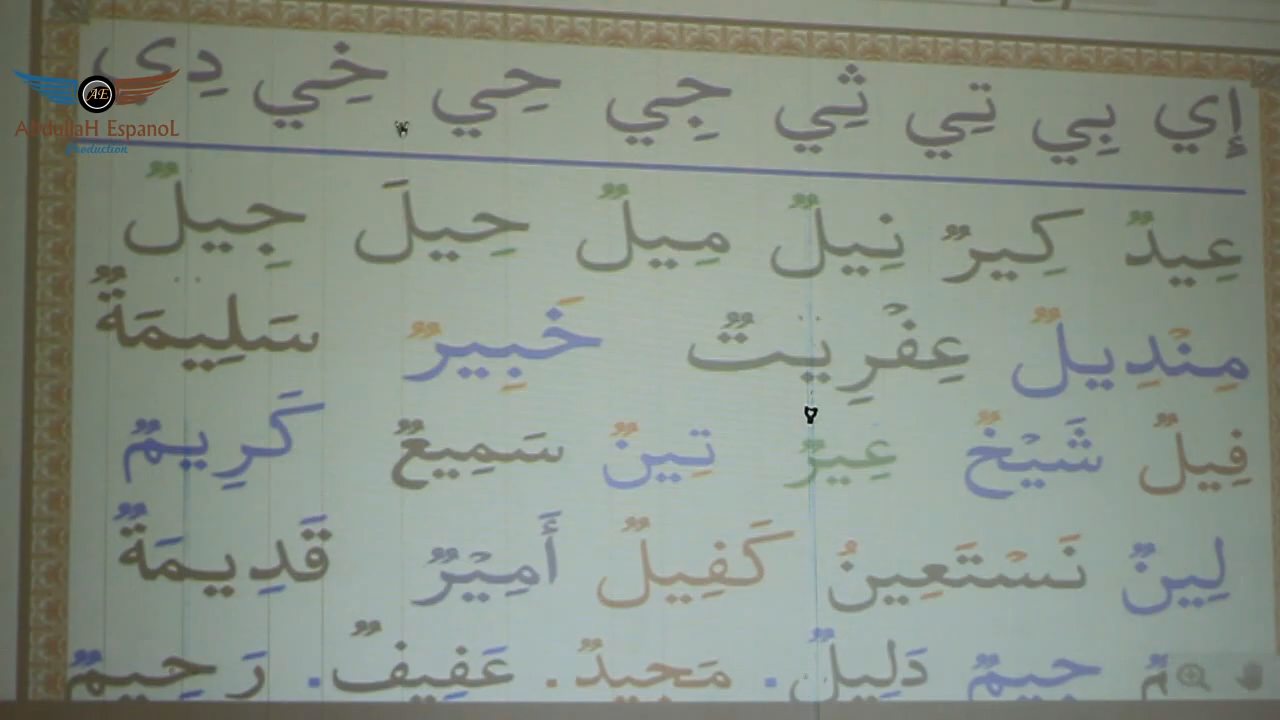 إِي بِي تِي ثِي جِي حِي خِي دِي
AbdullaH EspanoL
Production
عِيدٌ كِيرٌ نِيلٌ مِيلٌ حِيلَ جِيلٌ
مِنْدِيلٌ عِفْرِيتٌ خَبِيرٌ سَلِيمَةٌ
فِيلٌ شَيْخٌ عِيرٌ تِينٌ سَمِيعٌ كَرِيمٌ
لِينٌ نَسْتَعِينُ كَفِيلٌ أَمِيْرٌ قَدِيمَةٌ
جِيمٌ دَلِيلٌ. مَجِيدٌ. عَفِيفٌ. رَحِيمٌ